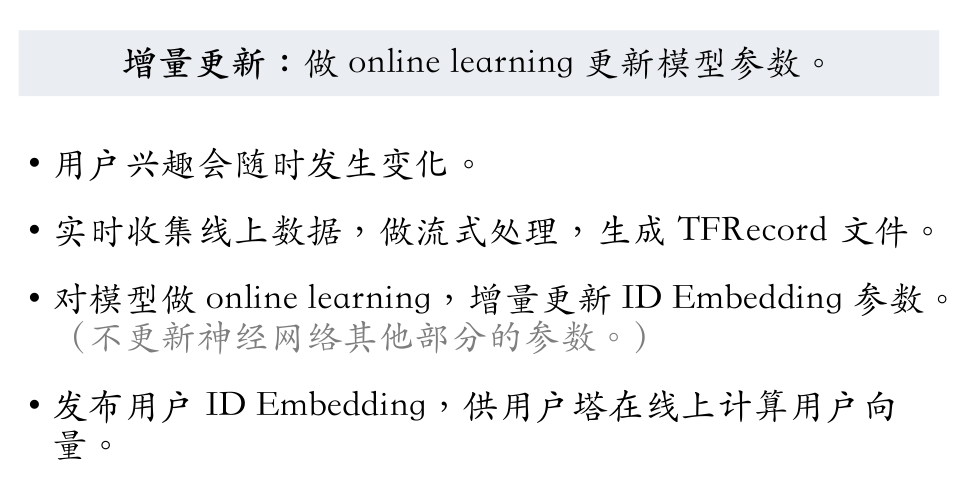 增量更新：做 online learning 更新模型参数。
• 用户兴趣会随时发生变化。
• 实时收集线上数据，做流式处理，生成 TFRecord 文件。
• 对模型做 online learning，增量更新 ID Embedding 参数。
（不更新神经网络其他部分的参数。）
• 发布用户 ID Embedding，供用户塔在线上计算用户向
量。